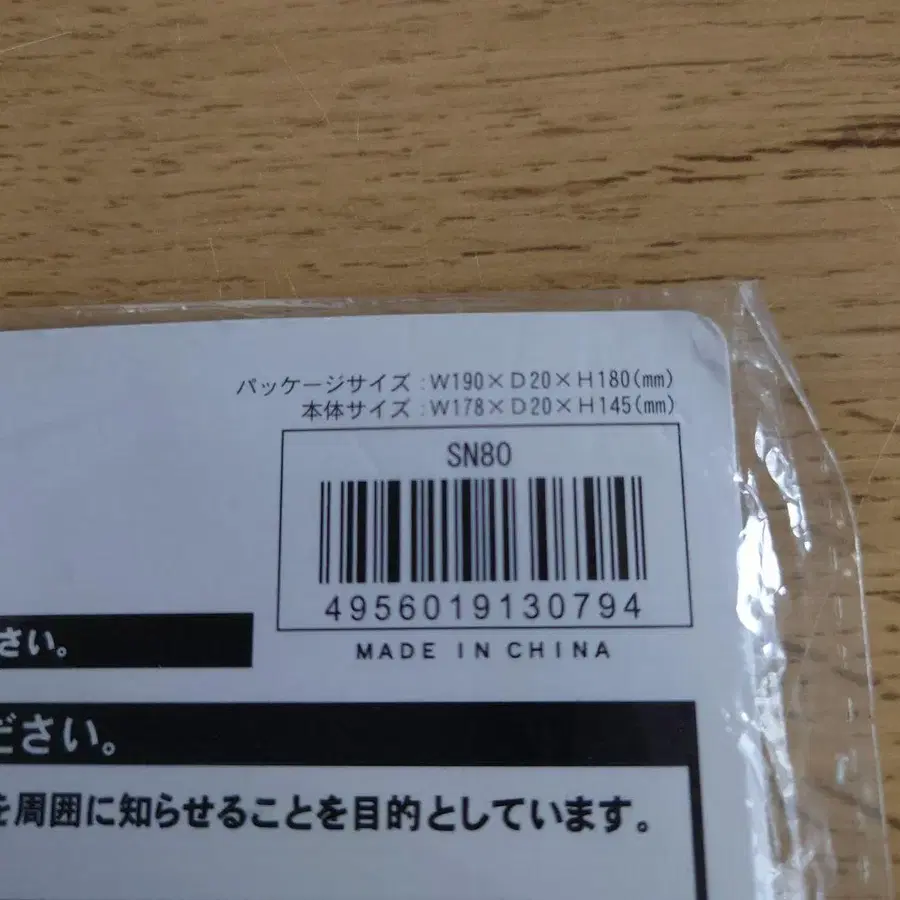 パッケージサイズ：W190×D20×H180(mm)
本体サイズ：W178×D20×H145(mm)
SN80
4956019130794
MADE IN CHINA
さい。
ださい。
を周囲に知らせることを目的としています。